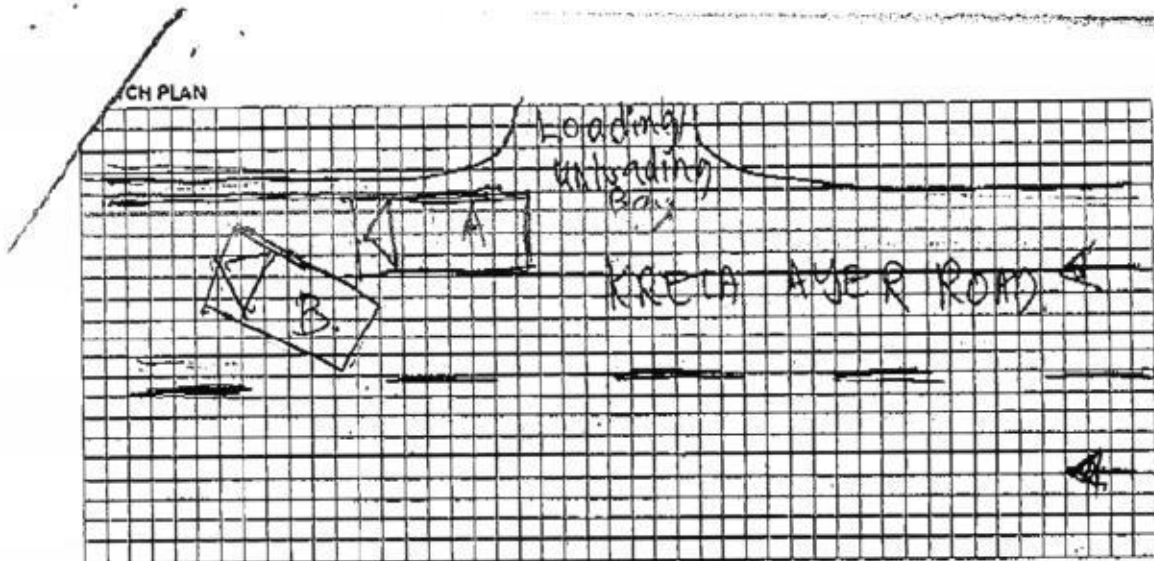 CH PLAN
Loading/
Unloading
Bay
A
B.
KRETA AYER ROAD